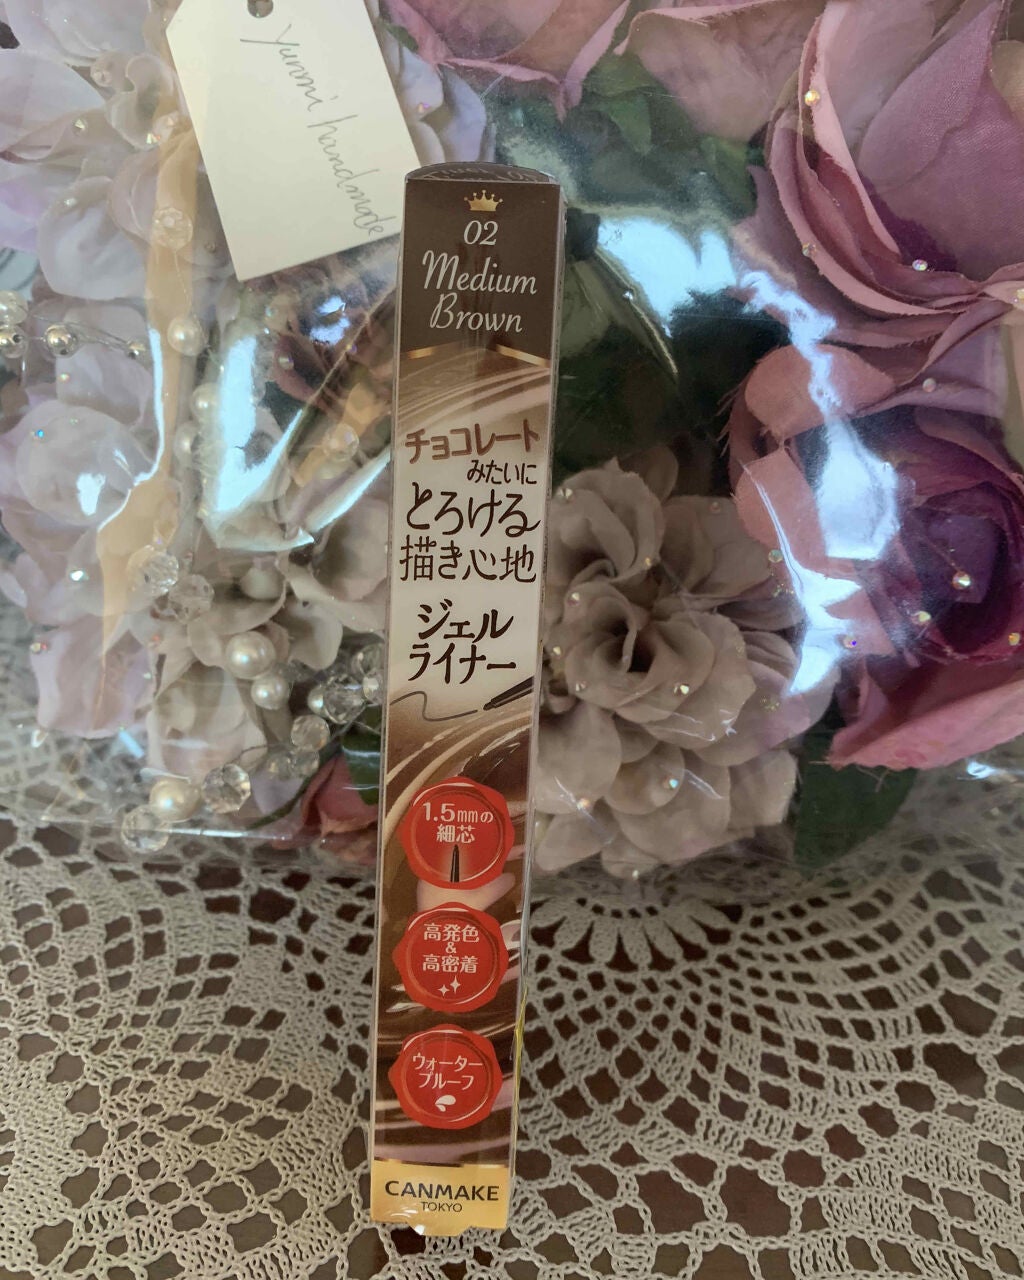 Yunmi handmade
02
Medium
Brown
チョコレート
みたいに
とろける
描き心地
ジェル
ライナー
1.5mmの
細芯
高発色
&
高密着
ウォーター
プルーフ
CANMAKE
TOKYO